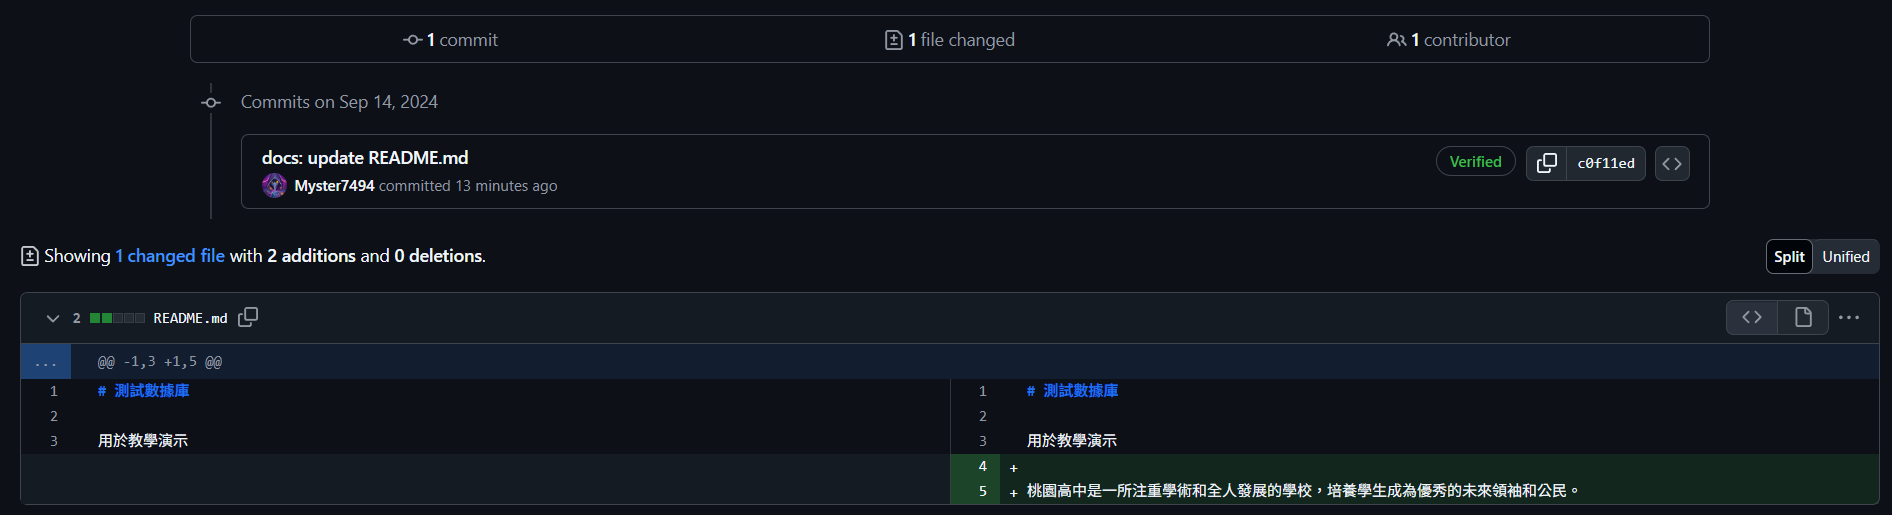 1 commit
1 file changed
1 contributor
Commits on Sep 14, 2024
docs: update README.md
Myster7494 committed 13 minutes ago
Verified
c0f11ed
Showing 1 changed file with 2 additions and 0 deletions.
Split
Unified
2
README.md
... @@ -1,3 +1,5 @@
1 # 測試數據庫
2
3 用於教學演示
1 # 測試數據庫
2
3 用於教學演示
4 +
5 + 桃園高中是一所注重學術和全人發展的學校，培養學生成為優秀的未來領袖和公民。